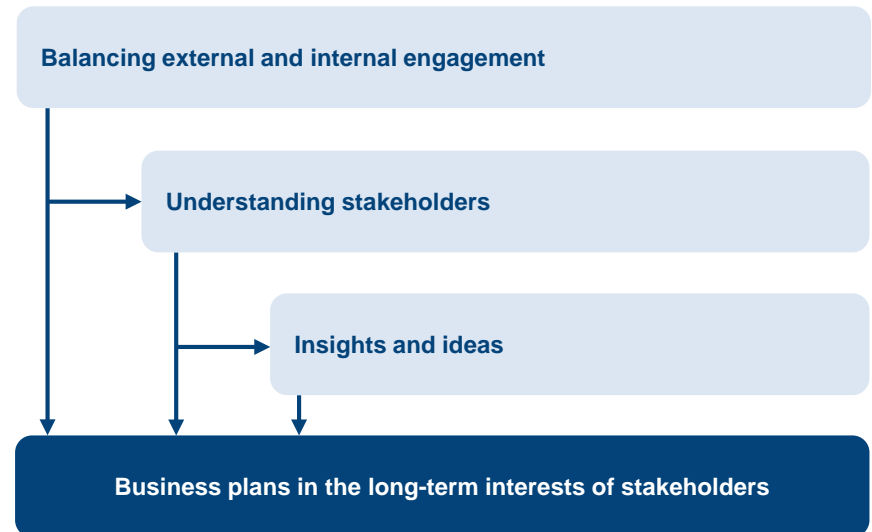 Balancing external and internal engagement
Understanding stakeholders
Insights and ideas
Business plans in the long-term interests of stakeholders